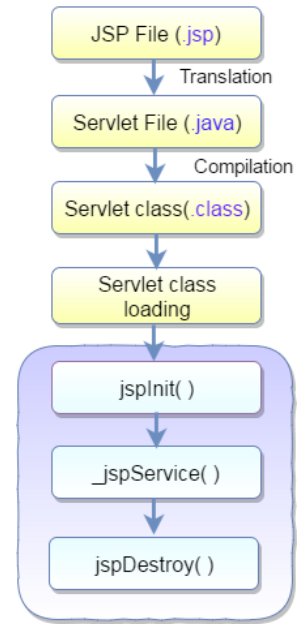 JSP File (.jsp)
Translation
Servlet File (.java)
Compilation
Servlet class(.class)
Servlet class
loading
jspInit( )
_jspService( )
jspDestroy( )